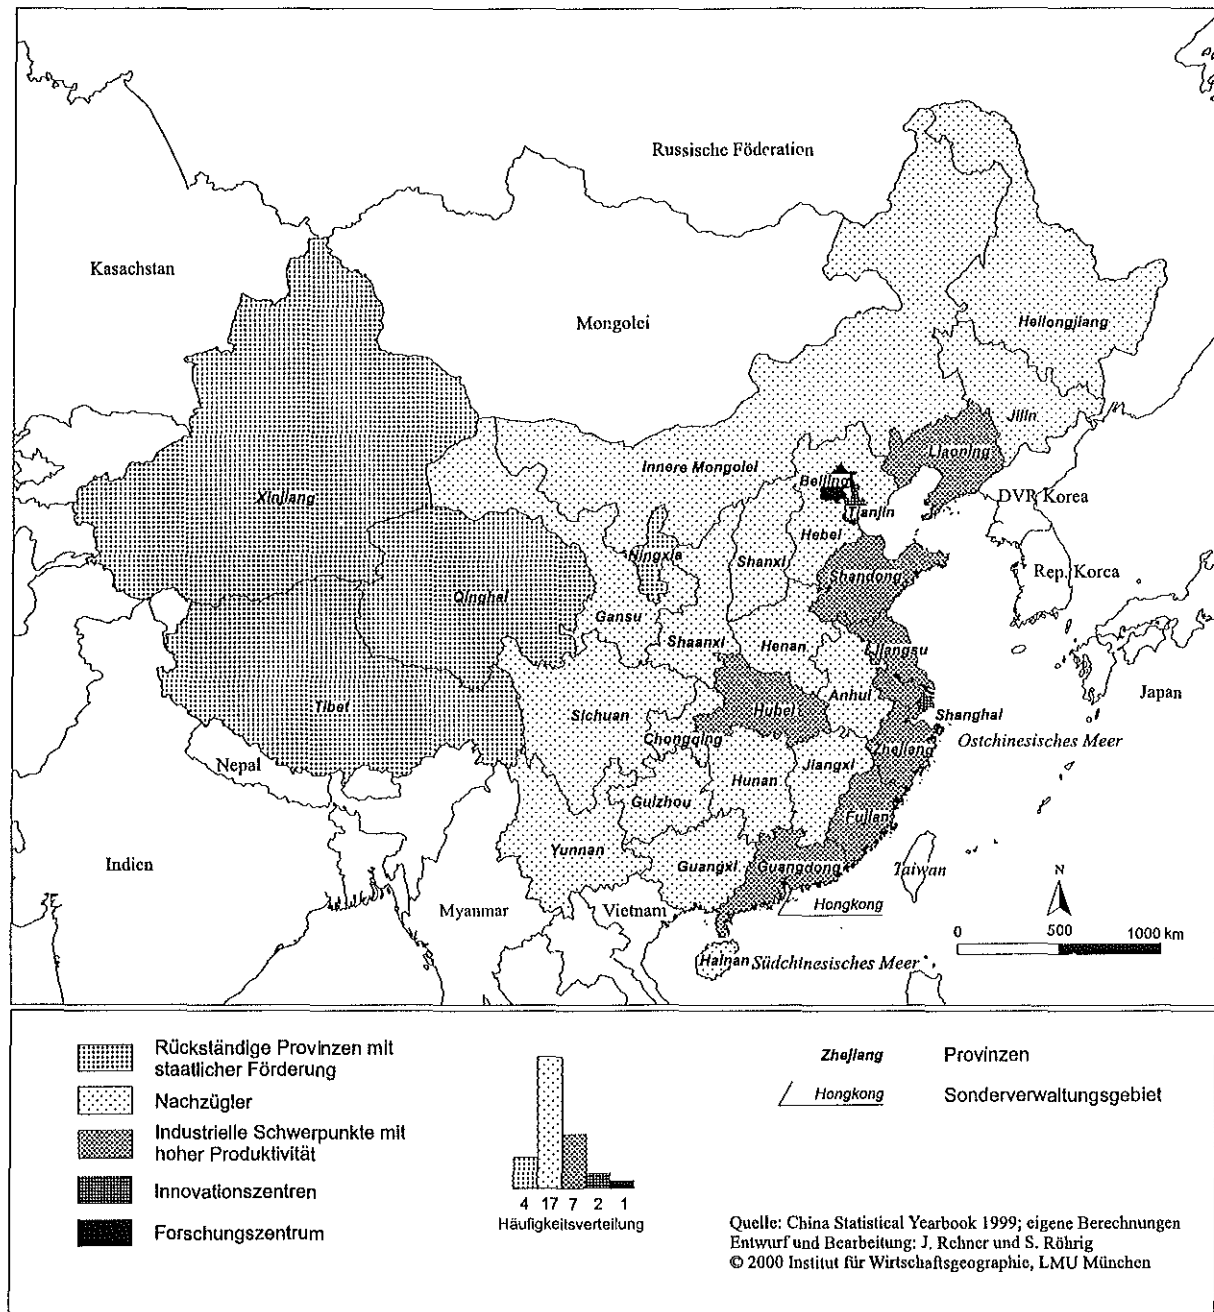 Russische Föderation
Kasachstan
Mongolei
Heilongjiang
Jilin
Liaoning
Innere Mongolei
Beijing
Tianjin
Xinjiang
DVR Korea
Hebei
Ningxia
Shanxi
Shandong
Rep. Korea
Qinghai
Gansu
Shaanxi
Henan
Jiangsu
Tibet
Sichuan
Hubei
Anhui
Japan
Shanghai
Ostchinesisches Meer
Chongqing
Zhejiang
Nepal
Hunan
Jiangxi
Guizhou
Fujian
Yunnan
Indien
Guangxi
Guangdong
Taiwan
N
Myanmar
Vietnam
Hongkong
0 500 1000 km
Hainan
Südchinesisches Meer
Rückständige Provinzen mit
staatlicher Förderung
Nachzügler
Industrielle Schwerpunkte mit
hoher Produktivität
Innovationszentren
Forschungszentrum
4 17 7 2 1
Häufigkeitsverteilung
Zhejiang Provinzen
Hongkong Sonderverwaltungsgebiet
Quelle: China Statistical Yearbook 1999; eigene Berechnungen
Entwurf und Bearbeitung: J. Rehner und S. Röhrig
© 2000 Institut für Wirtschaftsgeographie, LMU München